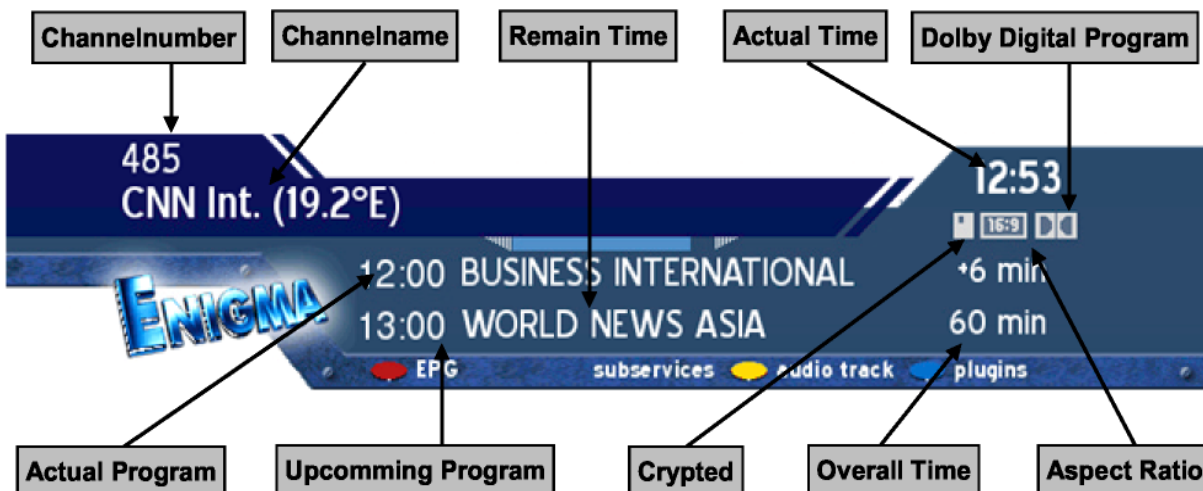 Channelnumber Channelname Remain Time Actual Time Dolby Digital Program
485
CNN Int. (19.2°E)
12:53
16:9
12:00 BUSINESS INTERNATIONAL +6 min
ENIGMA
13:00 WORLD NEWS ASIA 60 min
EPG subservices audio track plugins
Actual Program Upcomming Program Crypted Overall Time Aspect Ratio